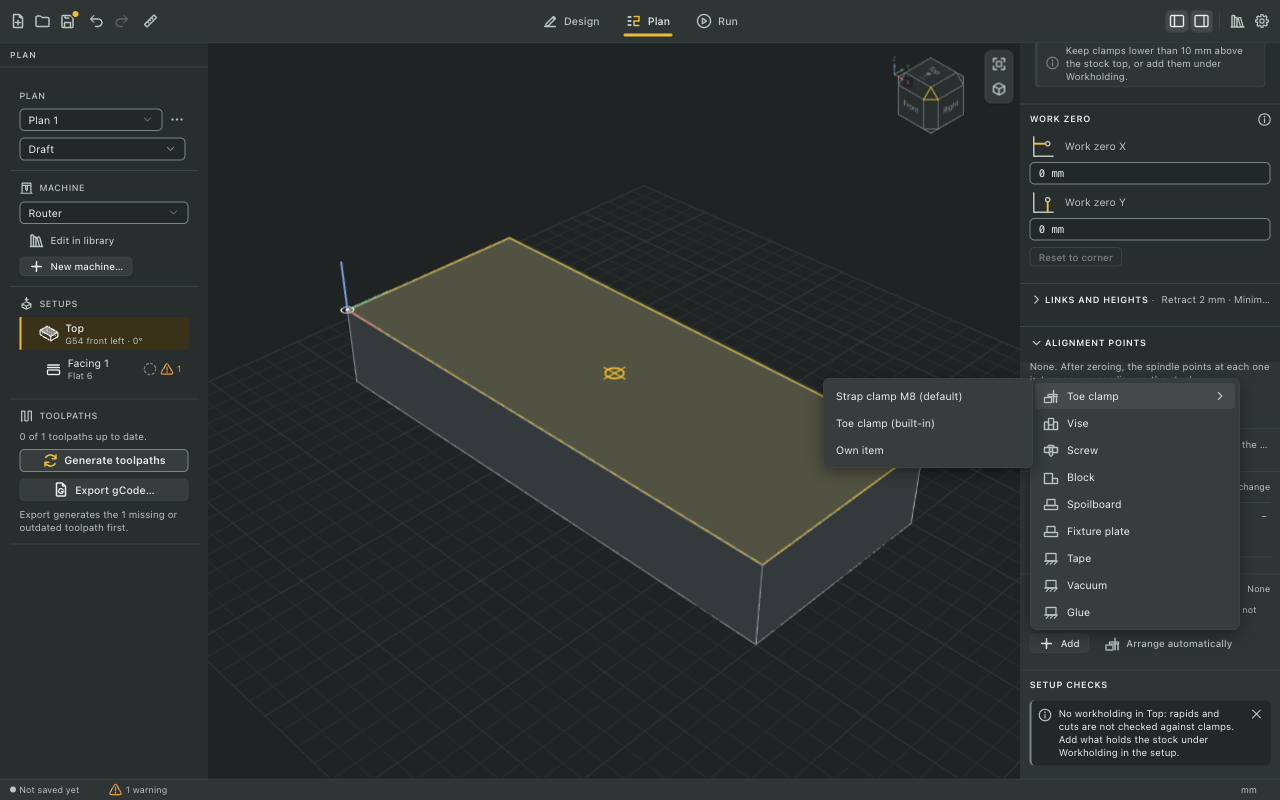 Design
Plan
Run
PLAN
PLAN
Plan 1
Draft
MACHINE
Router
Edit in library
New machine...
SETUPS
Top
G54 front left · 0°
Facing 1
Flat 6
1
TOOLPATHS
0 of 1 toolpaths up to date.
Generate toolpaths
Export gCode...
Export generates the 1 missing or
outdated toolpath first.
Top
Front
Right
Keep clamps lower than 10 mm above
the stock top, or add them under
Workholding.
WORK ZERO
Work zero X
0 mm
Work zero Y
0 mm
Reset to corner
LINKS AND HEIGHTS · Retract 2 mm · Minim...
ALIGNMENT POINTS
None. After zeroing, the spindle points at each one
Strap clamp M8 (default)
Toe clamp (built-in)
Own item
Toe clamp
Vise
Screw
Block
Spoilboard
Fixture plate
Tape
Vacuum
Glue
the ...
change
–
None
not
Add
Arrange automatically
SETUP CHECKS
No workholding in Top: rapids and
cuts are not checked against clamps.
Add what holds the stock under
Workholding in the setup.
Not saved yet
1 warning
mm